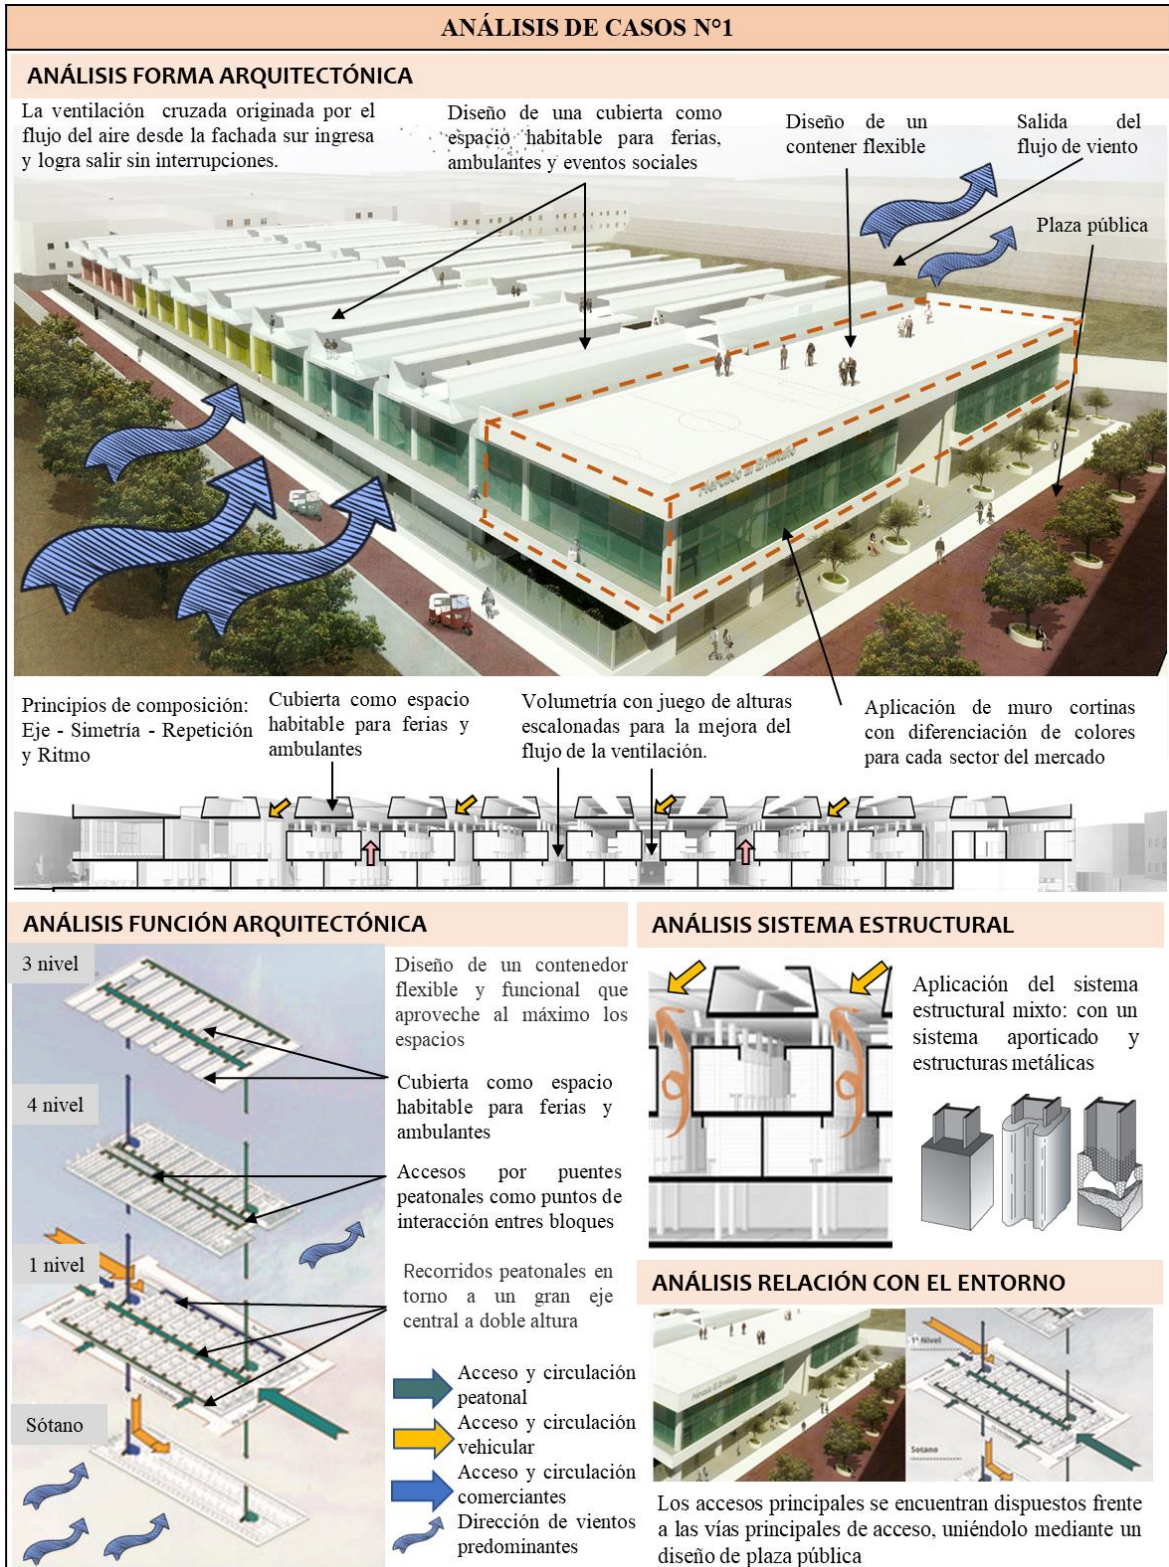 ANÁLISIS DE CASOS N°1
ANÁLISIS FORMA ARQUITECTÓNICA
La ventilación cruzada originada por el
flujo del aire desde la fachada sur ingresa
y logra salir sin interrupciones.
Diseño de una cubierta como
espacio habitable para ferias,
ambulantes y eventos sociales
Diseño de un
contener flexible
Salida del
flujo de viento
Plaza pública
Mercado El Ermitaño
Principios de composición:
Eje - Simetría - Repetición
y Ritmo
Cubierta como espacio
habitable para ferias y
ambulantes
Volumetría con juego de alturas
escalonadas para la mejora del
flujo de la ventilación.
Aplicación de muro cortinas
con diferenciación de colores
para cada sector del mercado
ANÁLISIS FUNCIÓN ARQUITECTÓNICA
3 nivel
4 nivel
1 nivel
Sótano
Diseño de un contenedor
flexible y funcional que
aproveche al máximo los
espacios
Cubierta como espacio
habitable para ferias y
ambulantes
Accesos por puentes
peatonales como puntos de
interacción entres bloques
Recorridos peatonales en
torno a un gran eje
central a doble altura
Acceso y circulación
peatonal
Acceso y circulación
vehicular
Acceso y circulación
comerciantes
Dirección de vientos
predominantes
ANÁLISIS SISTEMA ESTRUCTURAL
Aplicación del sistema
estructural mixto: con un
sistema aporticado y
estructuras metálicas
ANÁLISIS RELACIÓN CON EL ENTORNO
Mercado El Ermitaño
1º Nivel
Sotano
Los accesos principales se encuentran dispuestos frente
a las vías principales de acceso, uniéndolo mediante un
diseño de plaza pública